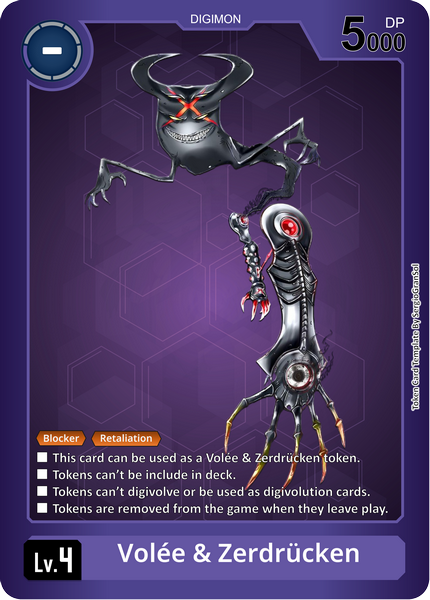 DIGIMON
DP
5000
-
Token Card Template By SergioGranSol
Blocker Retaliation
This card can be used as a Volée & Zerdrücken token.
Tokens can't be include in deck.
Tokens can't digivolve or be used as digivolution cards.
Tokens are removed from the game when they leave play.
Lv.4 Volée & Zerdrücken